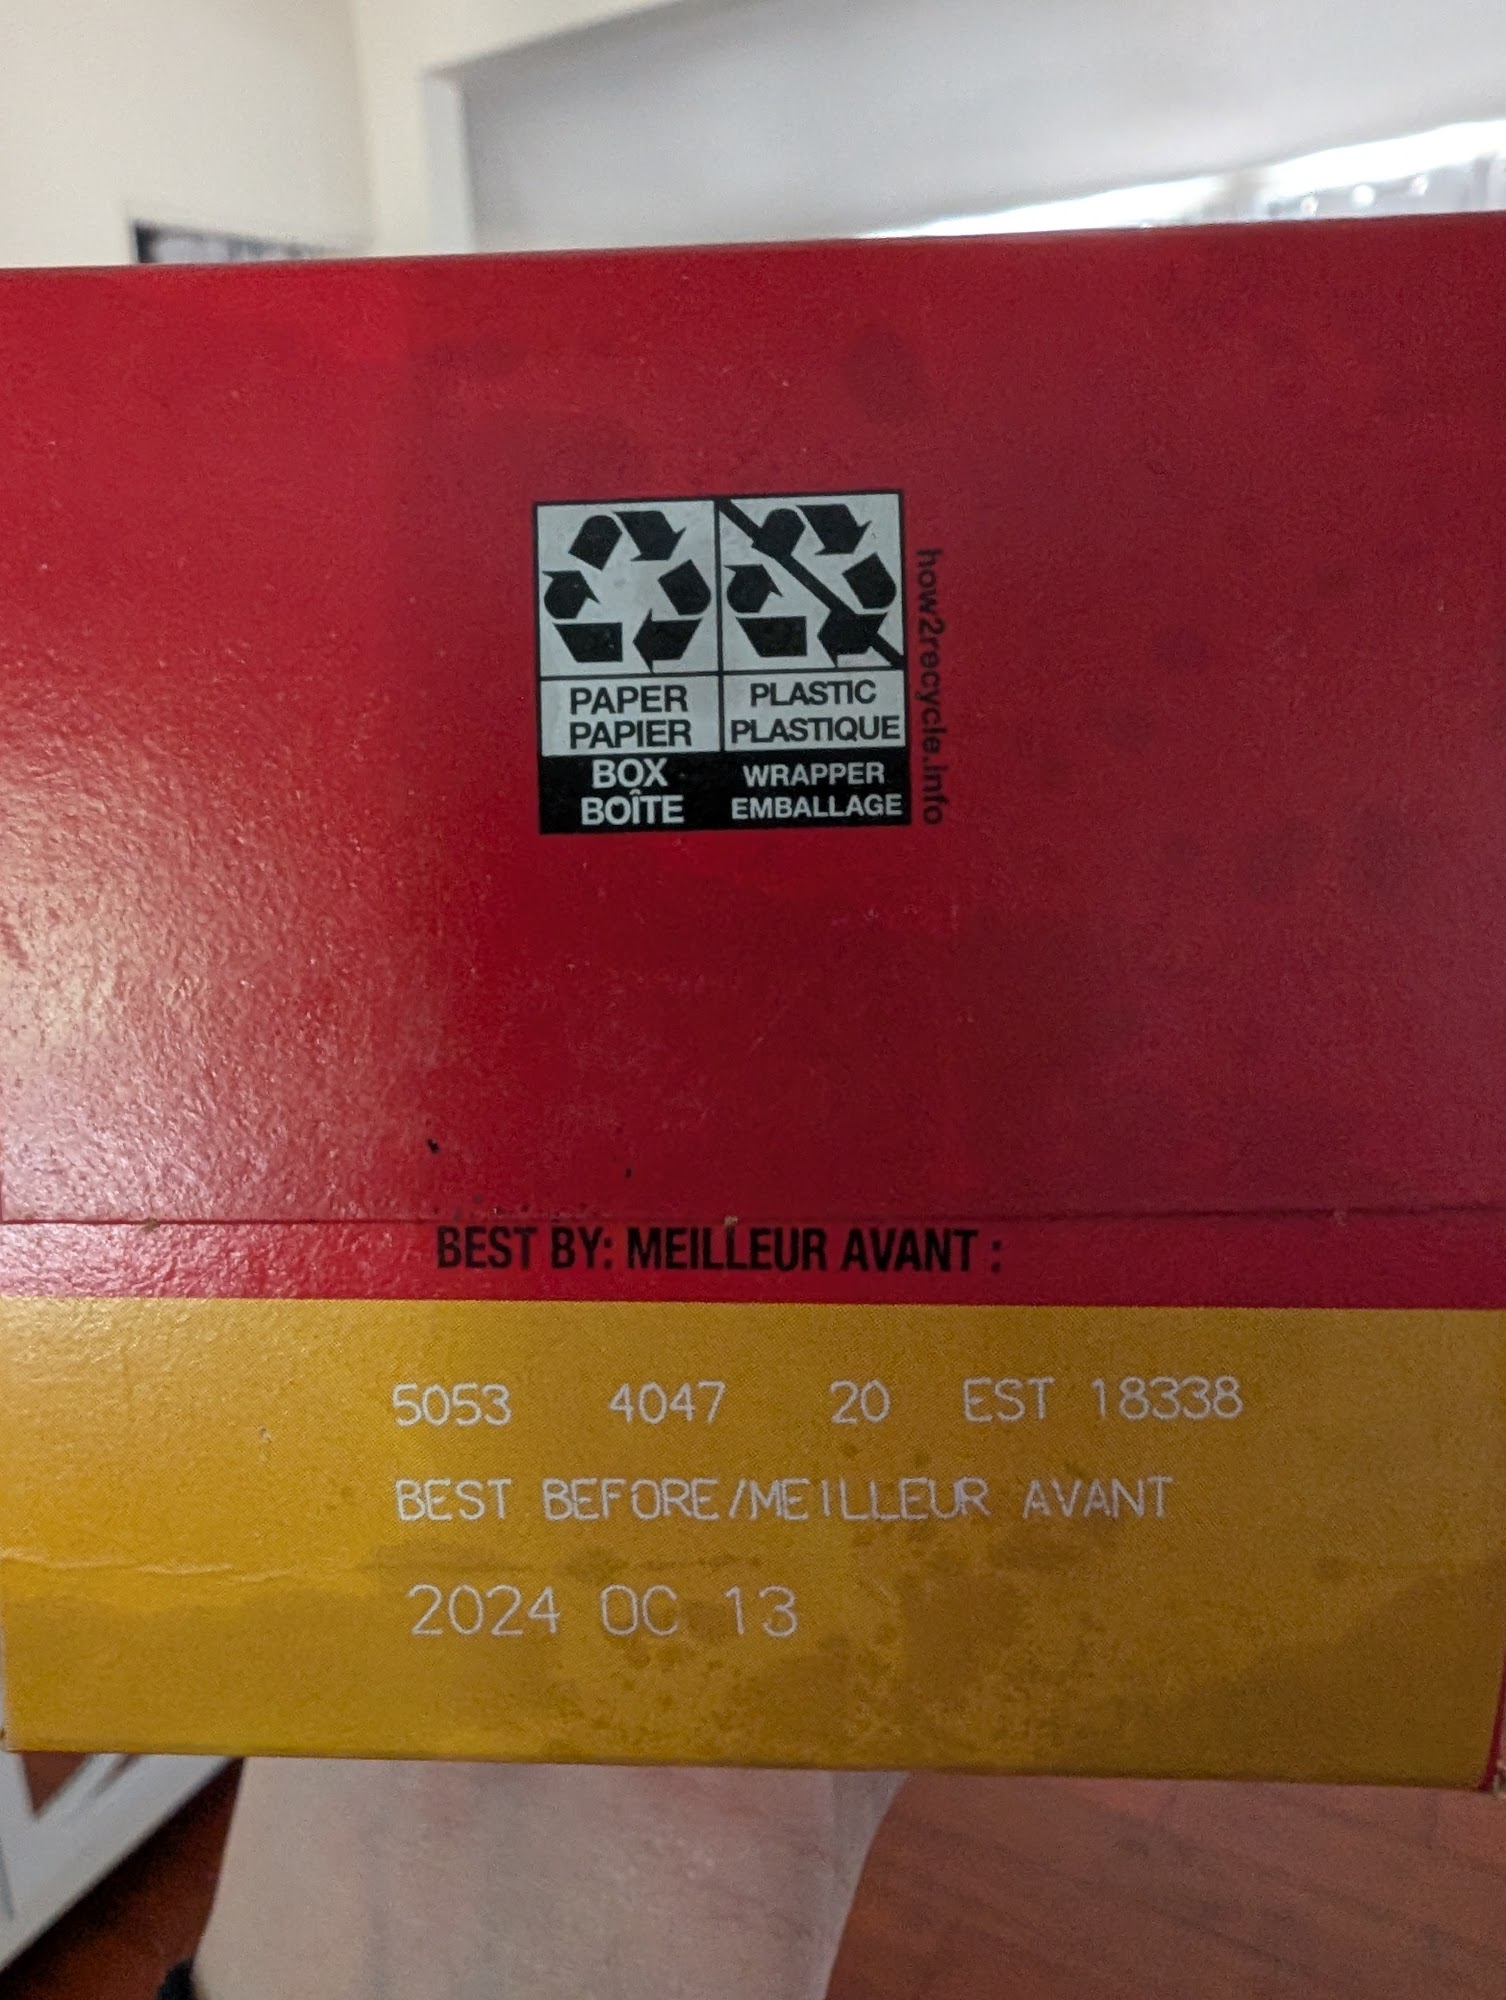 PAPER
PAPIER
BOX
BOÎTE
PLASTIC
PLASTIQUE
WRAPPER
EMBALLAGE
how2recycle.info
BEST BY: MEILLEUR AVANT :
5053 4047 20 EST 18338
BEST BEFORE/MEILLEUR AVANT
2024 OC 13